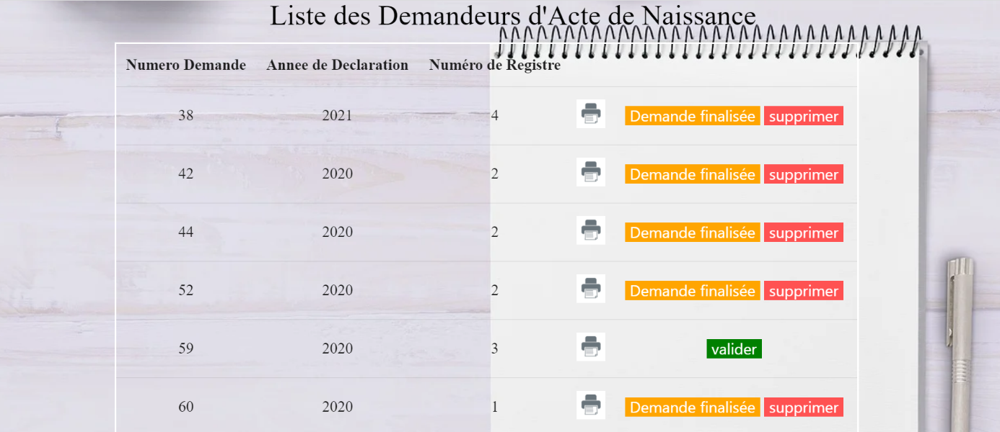 Liste des Demandeurs d'Acte de Naissance
Numero Demande Annee de Declaration Numéro de Registre
38 2021 4 Demande finalisée supprimer
42 2020 2 Demande finalisée supprimer
44 2020 2 Demande finalisée supprimer
52 2020 2 Demande finalisée supprimer
59 2020 3 valider
60 2020 1 Demande finalisée supprimer